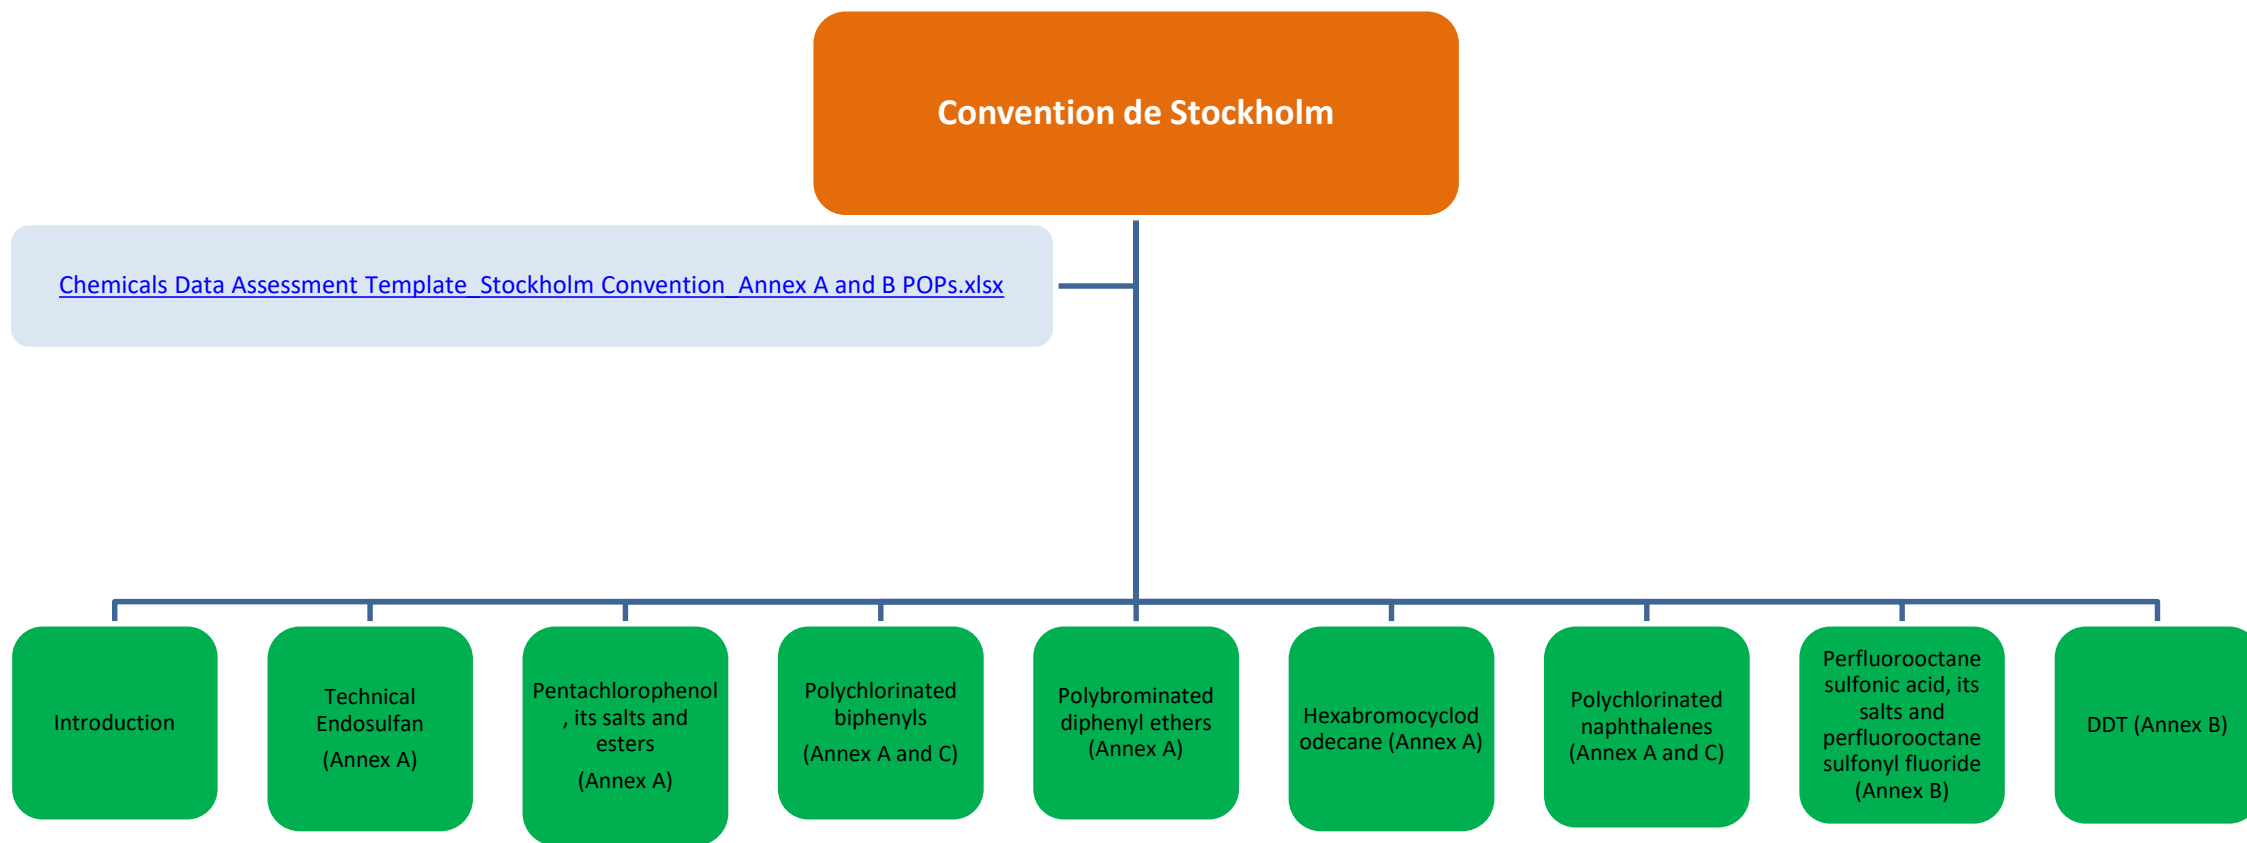 Convention de Stockholm
Chemicals Data Assessment Template_Stockholm Convention_Annex A and B POPs.xlsx
Introduction
Technical
Endosulfan
(Annex A)
Pentachlorophenol
, its salts and
esters
(Annex A)
Polychlorinated
biphenyls
(Annex A and C)
Polybrominated
diphenyl ethers
(Annex A)
Hexabromocyclod
odecane (Annex A)
Polychlorinated
naphthalenes
(Annex A and C)
Perfluorooctane
sulfonic acid, its
salts and
perfluorooctane
sulfonyl fluoride
(Annex B)
DDT (Annex B)